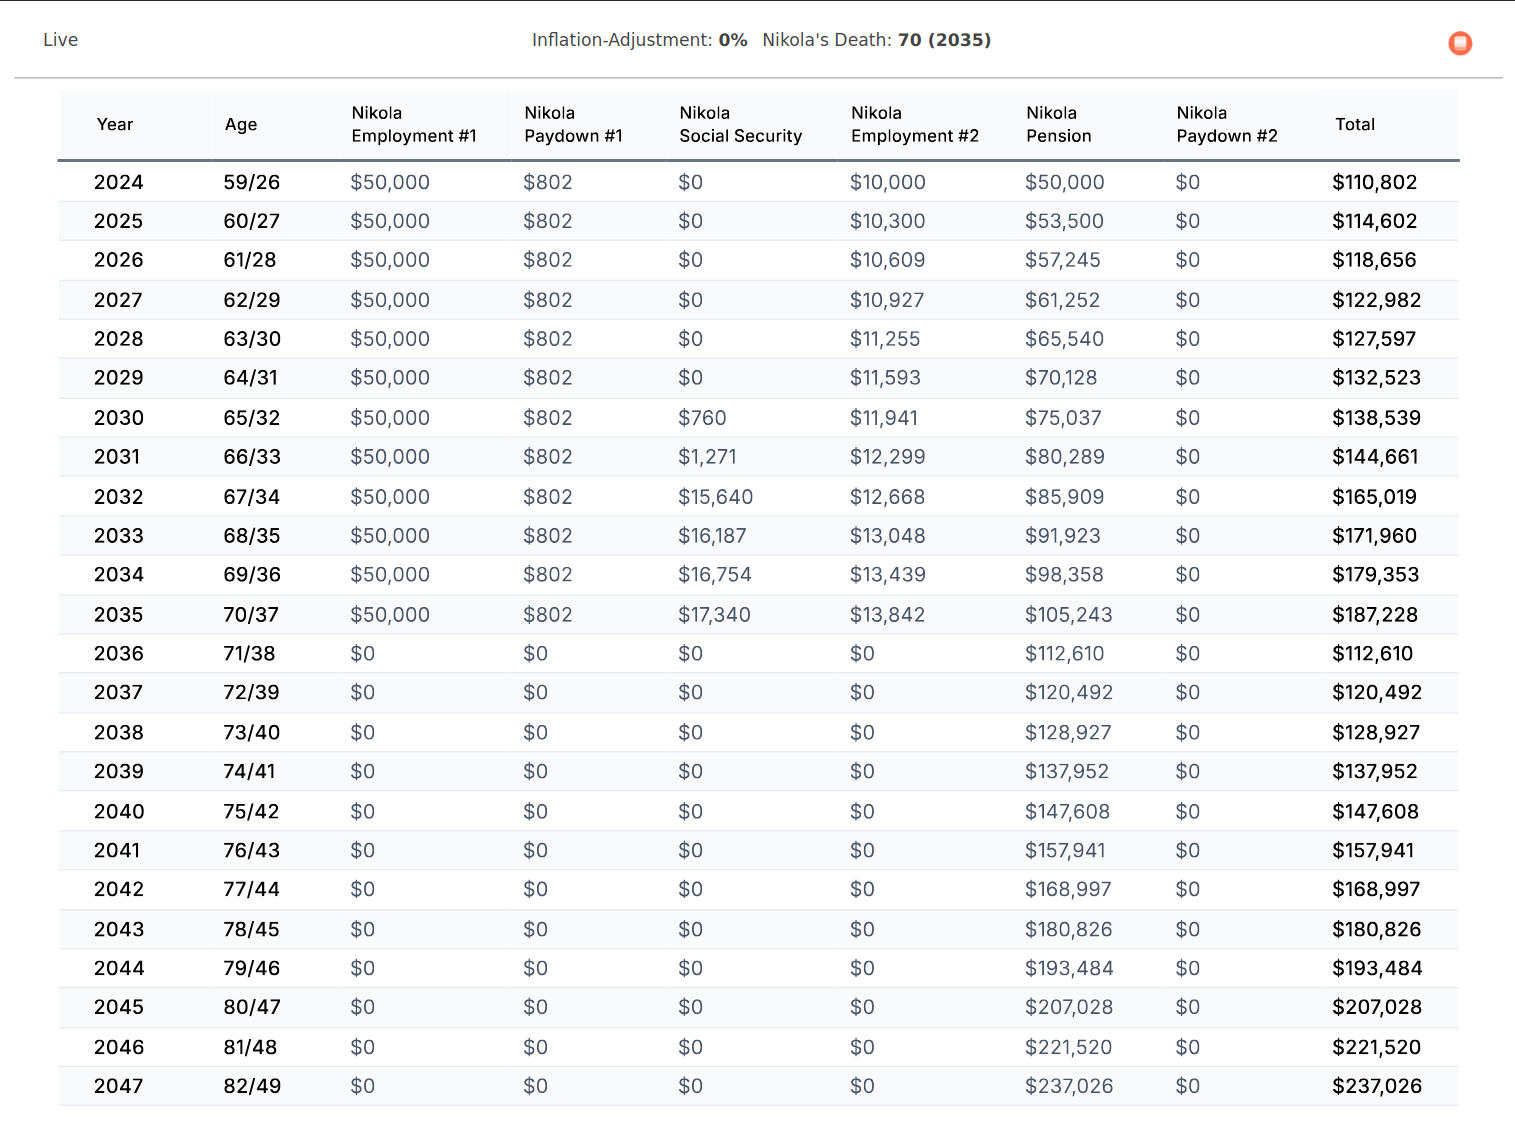 Live
Inflation-Adjustment: 0% Nikola's Death: 70 (2035)
Year Age Nikola Employment #1 Nikola Paydown #1 Nikola Social Security Nikola Employment #2 Nikola Pension Nikola Paydown #2 Total
2024 59/26 $50,000 $802 $0 $10,000 $50,000 $0 $110,802
2025 60/27 $50,000 $802 $0 $10,300 $53,500 $0 $114,602
2026 61/28 $50,000 $802 $0 $10,609 $57,245 $0 $118,656
2027 62/29 $50,000 $802 $0 $10,927 $61,252 $0 $122,982
2028 63/30 $50,000 $802 $0 $11,255 $65,540 $0 $127,597
2029 64/31 $50,000 $802 $0 $11,593 $70,128 $0 $132,523
2030 65/32 $50,000 $802 $760 $11,941 $75,037 $0 $138,539
2031 66/33 $50,000 $802 $1,271 $12,299 $80,289 $0 $144,661
2032 67/34 $50,000 $802 $15,640 $12,668 $85,909 $0 $165,019
2033 68/35 $50,000 $802 $16,187 $13,048 $91,923 $0 $171,960
2034 69/36 $50,000 $802 $16,754 $13,439 $98,358 $0 $179,353
2035 70/37 $50,000 $802 $17,340 $13,842 $105,243 $0 $187,228
2036 71/38 $0 $0 $0 $0 $112,610 $0 $112,610
2037 72/39 $0 $0 $0 $0 $120,492 $0 $120,492
2038 73/40 $0 $0 $0 $0 $128,927 $0 $128,927
2039 74/41 $0 $0 $0 $0 $137,952 $0 $137,952
2040 75/42 $0 $0 $0 $0 $147,608 $0 $147,608
2041 76/43 $0 $0 $0 $0 $157,941 $0 $157,941
2042 77/44 $0 $0 $0 $0 $168,997 $0 $168,997
2043 78/45 $0 $0 $0 $0 $180,826 $0 $180,826
2044 79/46 $0 $0 $0 $0 $193,484 $0 $193,484
2045 80/47 $0 $0 $0 $0 $207,028 $0 $207,028
2046 81/48 $0 $0 $0 $0 $221,520 $0 $221,520
2047 82/49 $0 $0 $0 $0 $237,026 $0 $237,026